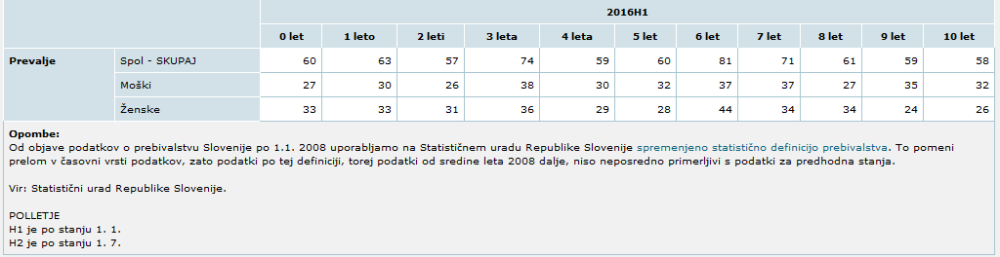 2016H1
0 let 1 leto 2 leti 3 leta 4 leta 5 let 6 let 7 let 8 let 9 let 10 let
Prevalje Spol - SKUPAJ 60 63 57 74 59 60 81 71 61 59 58
Moški 27 30 26 38 30 32 37 37 27 35 32
Ženske 33 33 31 36 29 28 44 34 34 24 26
Opombe:
Od objave podatkov o prebivalstvu Slovenije po 1.1. 2008 uporabljamo na Statističnem uradu Republike Slovenije spremenjeno statistično definicijo prebivalstva. To pomeni
prelom v časovni vrsti podatkov, zato podatki po tej definiciji, torej podatki od sredine leta 2008 dalje, niso neposredno primerljivi s podatki za predhodna stanja.
Vir: Statistični urad Republike Slovenije.
POLLETJE
H1 je po stanju 1. 1.
H2 je po stanju 1. 7.